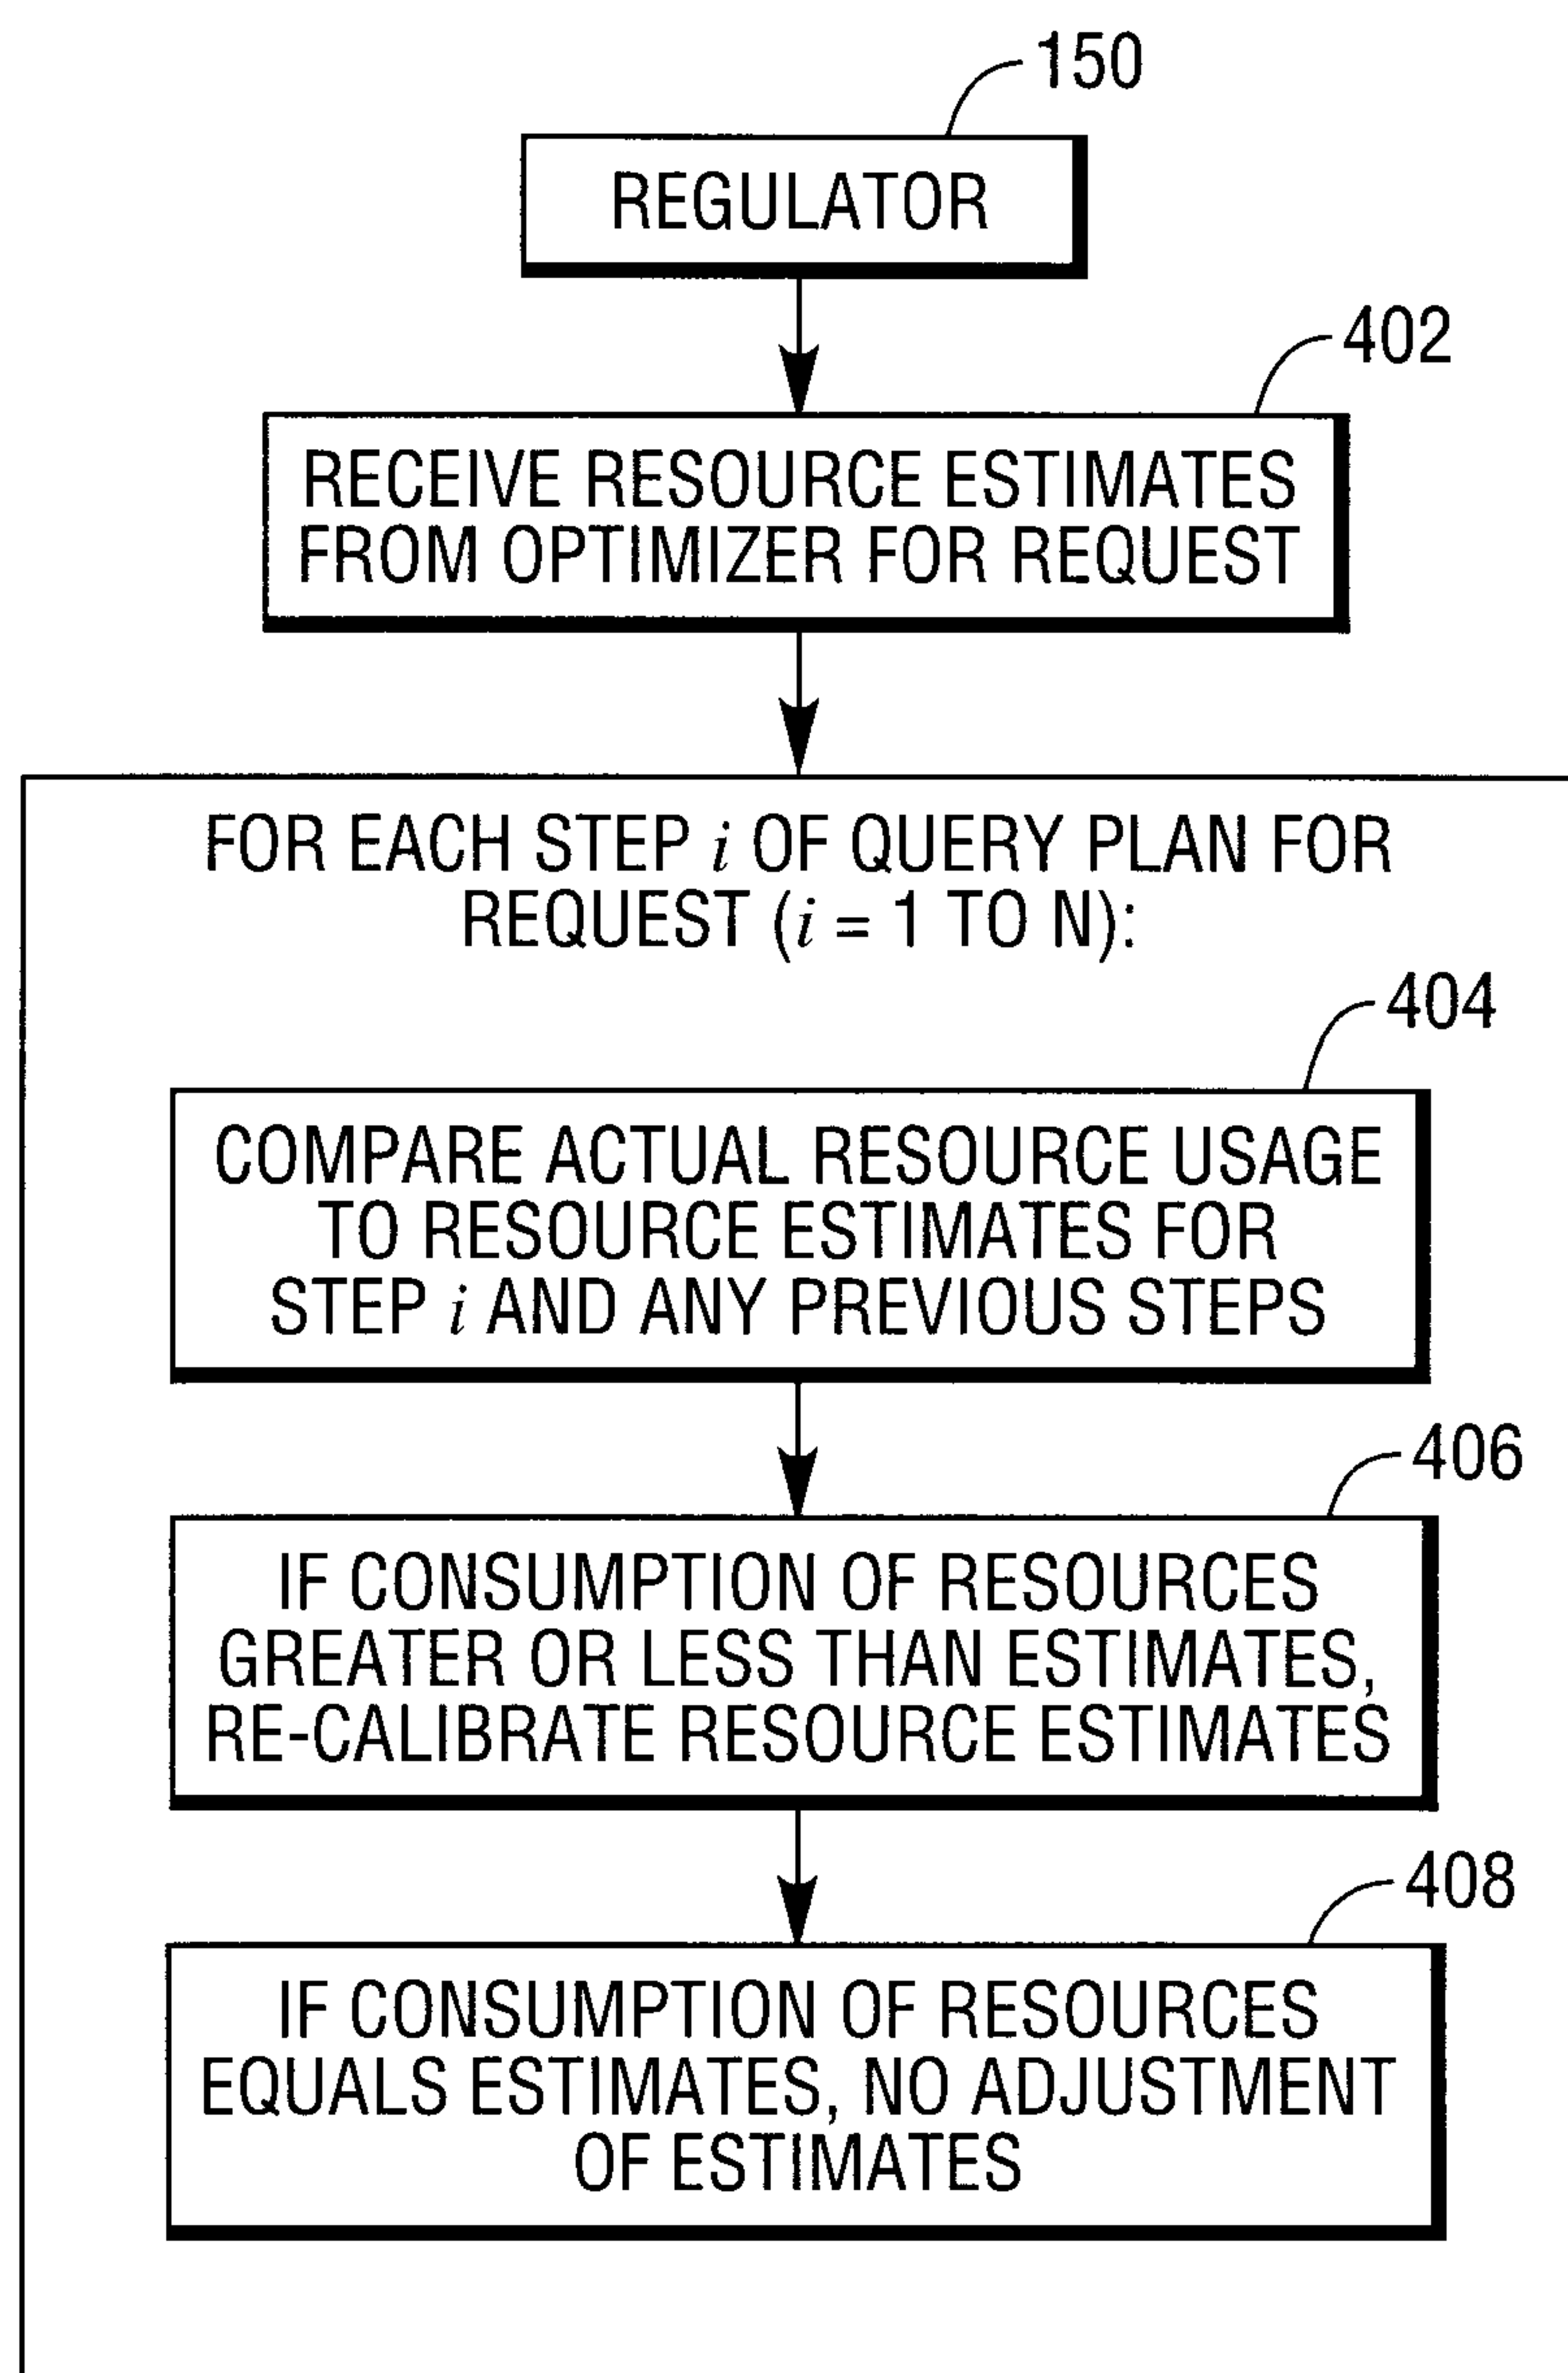 150
REGULATOR
402
RECEIVE RESOURCE ESTIMATES
FROM OPTIMIZER FOR REQUEST
FOR EACH STEP i OF QUERY PLAN FOR
REQUEST (i = 1 TO N):
404
COMPARE ACTUAL RESOURCE USAGE
TO RESOURCE ESTIMATES FOR
STEP i AND ANY PREVIOUS STEPS
406
IF CONSUMPTION OF RESOURCES
GREATER OR LESS THAN ESTIMATES,
RE-CALIBRATE RESOURCE ESTIMATES
408
IF CONSUMPTION OF RESOURCES
EQUALS ESTIMATES, NO ADJUSTMENT
OF ESTIMATES